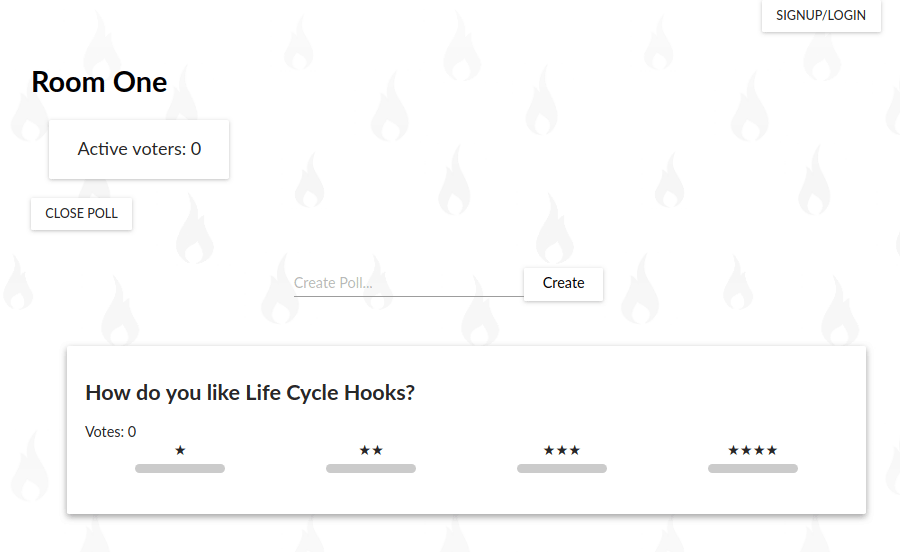 SIGNUP/LOGIN
Room One
Active voters: 0
CLOSE POLL
Create Poll... Create
How do you like Life Cycle Hooks?
Votes: 0
★ ★★ ★★★ ★★★★